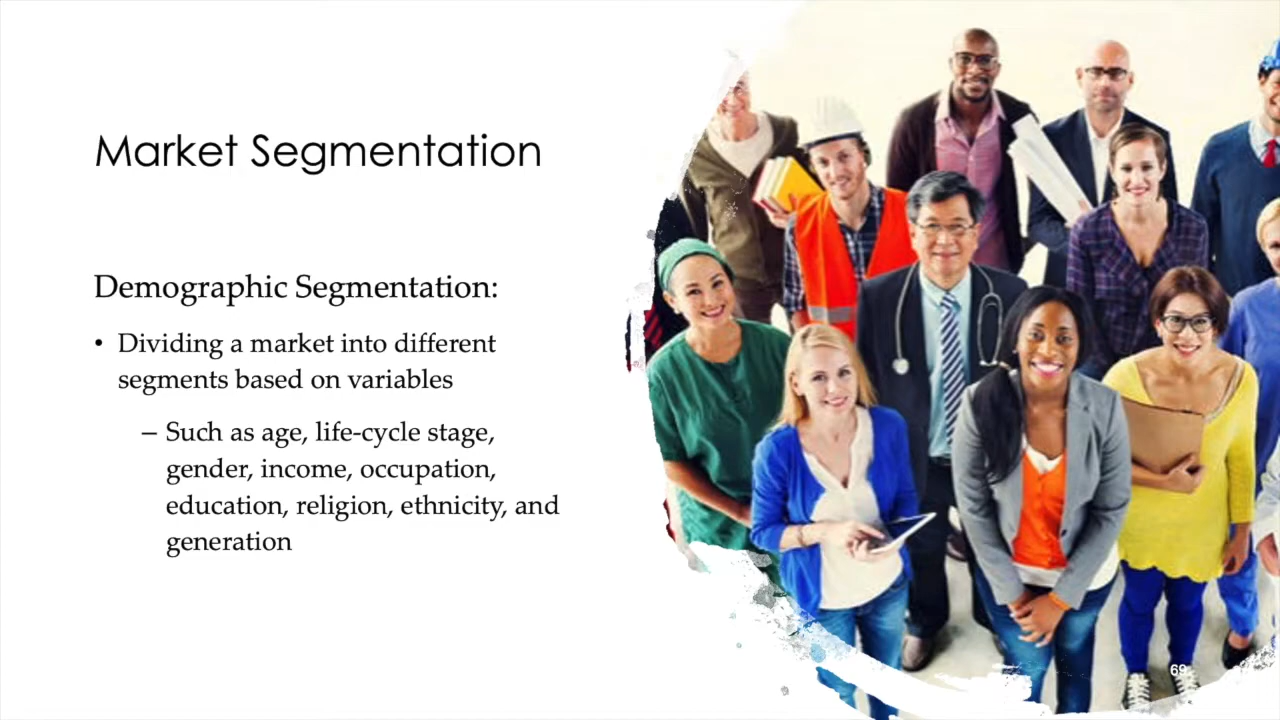 Market Segmentation
Demographic Segmentation:
• Dividing a market into different
segments based on variables
– Such as age, life-cycle stage,
gender, income, occupation,
education, religion, ethnicity, and
generation
69